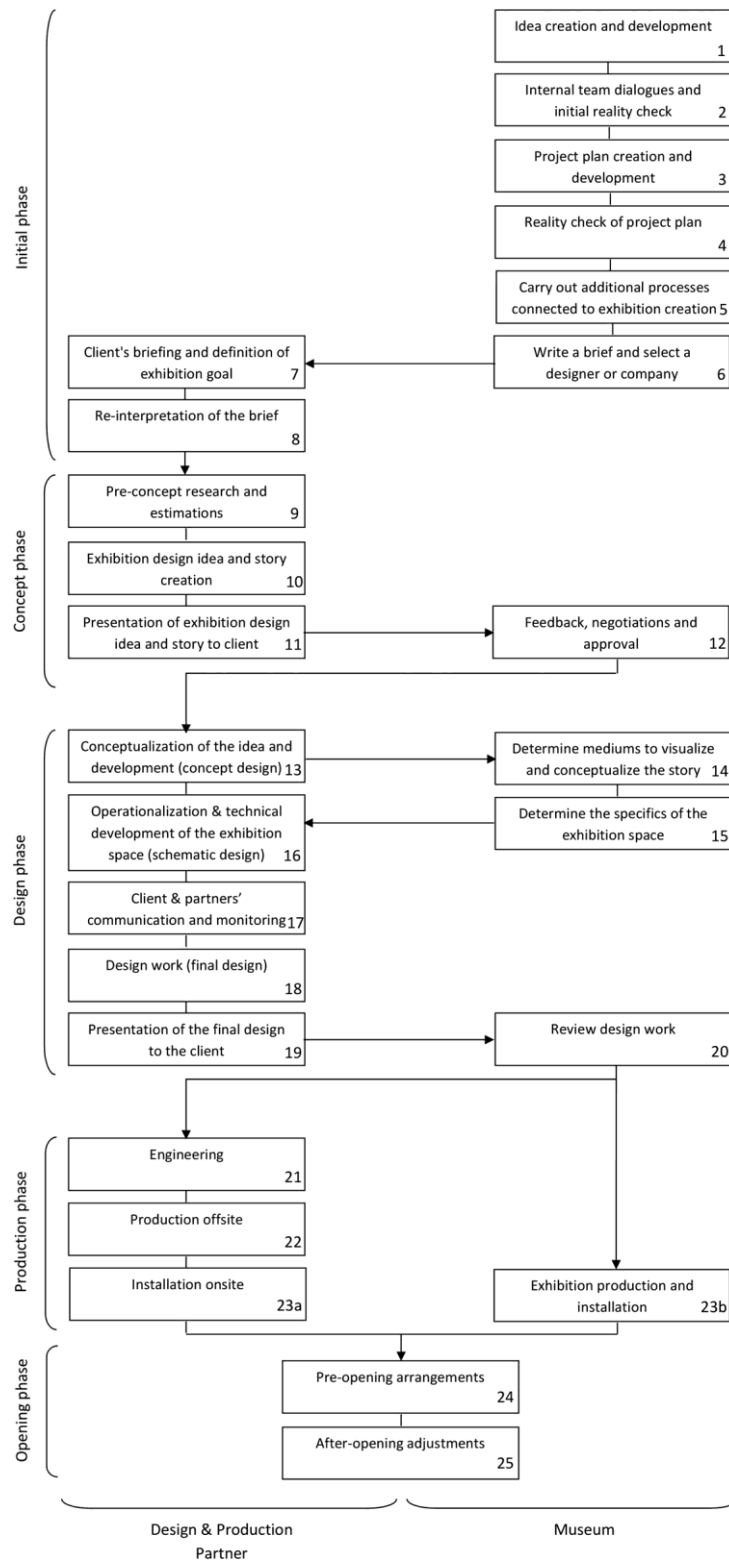 Initial phase
Idea creation and development
1
Internal team dialogues and
initial reality check
2
Project plan creation and
development
3
Reality check of project plan
4
Carry out additional processes
connected to exhibition creation
5
Write a brief and select a
designer or company
6
Client's briefing and definition of
exhibition goal
7
Re-interpretation of the brief
8
Concept phase
Pre-concept research and
estimations
9
Exhibition design idea and story
creation
10
Presentation of exhibition design
idea and story to client
11
Feedback, negotiations and
approval
12
Design phase
Conceptualization of the idea and
development (concept design)
13
Determine mediums to visualize
and conceptualize the story
14
Determine the specifics of the
exhibition space
15
Operationalization & technical
development of the exhibition
space (schematic design)
16
Client & partners’
communication and monitoring
17
Design work (final design)
18
Presentation of the final design
to the client
19
Review design work
20
Production phase
Engineering
21
Production offsite
22
Installation onsite
23a
Exhibition production and
installation
23b
Opening phase
Pre-opening arrangements
24
After-opening adjustments
25
Design & Production
Partner
Museum